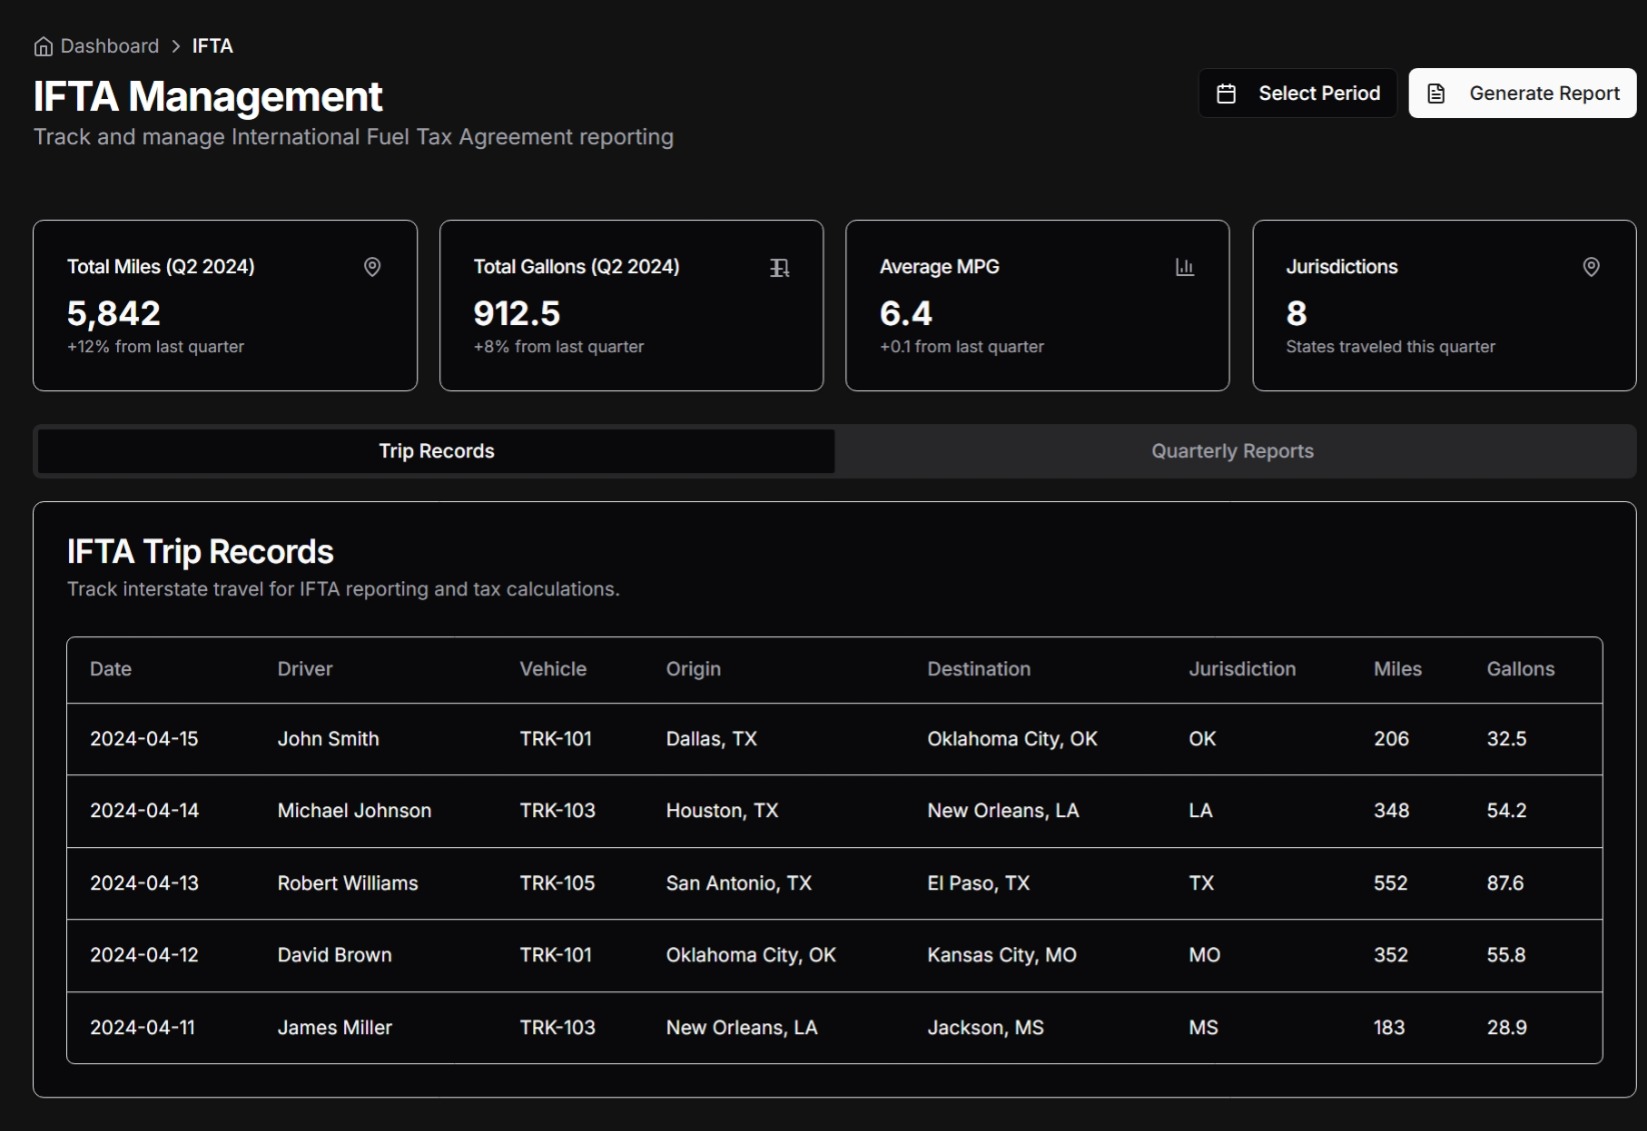 Dashboard > IFTA
IFTA Management
Track and manage International Fuel Tax Agreement reporting
Select Period
Generate Report
Total Miles (Q2 2024)
5,842
+12% from last quarter
Total Gallons (Q2 2024)
912.5
+8% from last quarter
Average MPG
6.4
+0.1 from last quarter
Jurisdictions
8
States traveled this quarter
Trip Records
Quarterly Reports
IFTA Trip Records
Track interstate travel for IFTA reporting and tax calculations.
Date Driver Vehicle Origin Destination Jurisdiction Miles Gallons
2024-04-15 John Smith TRK-101 Dallas, TX Oklahoma City, OK OK 206 32.5
2024-04-14 Michael Johnson TRK-103 Houston, TX New Orleans, LA LA 348 54.2
2024-04-13 Robert Williams TRK-105 San Antonio, TX El Paso, TX TX 552 87.6
2024-04-12 David Brown TRK-101 Oklahoma City, OK Kansas City, MO MO 352 55.8
2024-04-11 James Miller TRK-103 New Orleans, LA Jackson, MS MS 183 28.9